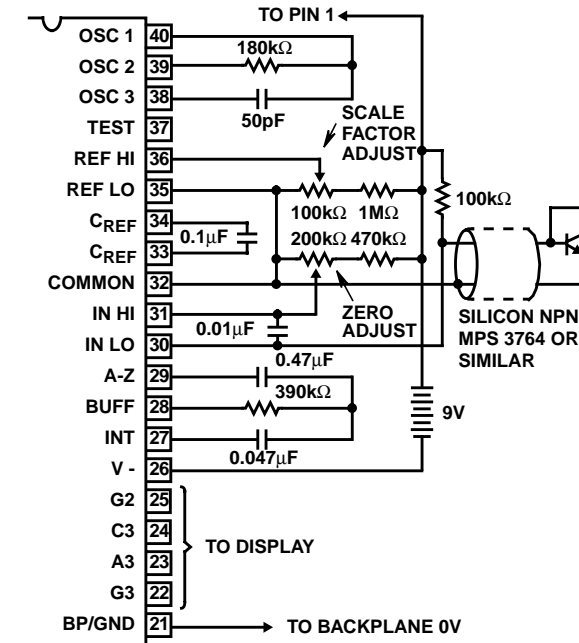 TO PIN 1
OSC 1 40
180kΩ
OSC 2 39
OSC 3 38
50pF
TEST 37
SCALE
FACTOR
ADJUST
REF HI 36
REF LO 35
100kΩ 1MΩ
100kΩ
CREF 34
0.1µF
200kΩ 470kΩ
CREF 33
COMMON 32
IN HI 31
ZERO
ADJUST
0.01µF
SILICON NPN
MPS 3764 OR
SIMILAR
IN LO 30
0.47µF
A-Z 29
390kΩ
BUFF 28
9V
INT 27
0.047µF
V - 26
G2 25
C3 24
TO DISPLAY
A3 23
G3 22
BP/GND 21
TO BACKPLANE 0V